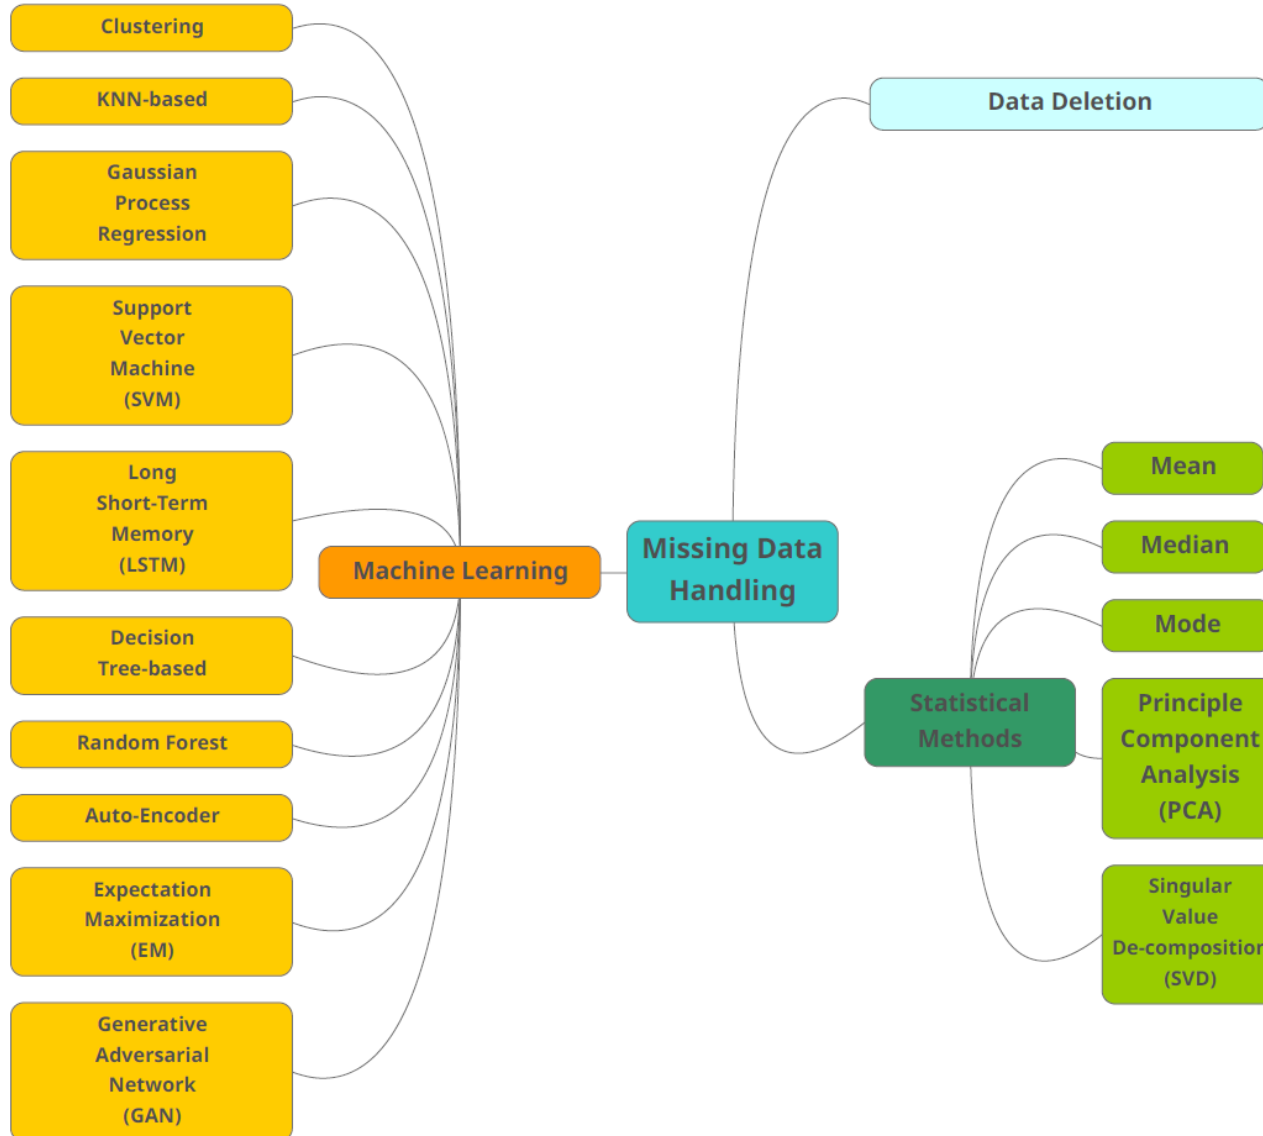 Clustering
KNN-based
Gaussian
Process
Regression
Support
Vector
Machine
(SVM)
Long
Short-Term
Memory
(LSTM)
Decision
Tree-based
Random Forest
Auto-Encoder
Expectation
Maximization
(EM)
Generative
Adversarial
Network
(GAN)
Machine Learning
Missing Data
Handling
Data Deletion
Statistical
Methods
Mean
Median
Mode
Principle
Component
Analysis
(PCA)
Singular
Value
De-composition
(SVD)